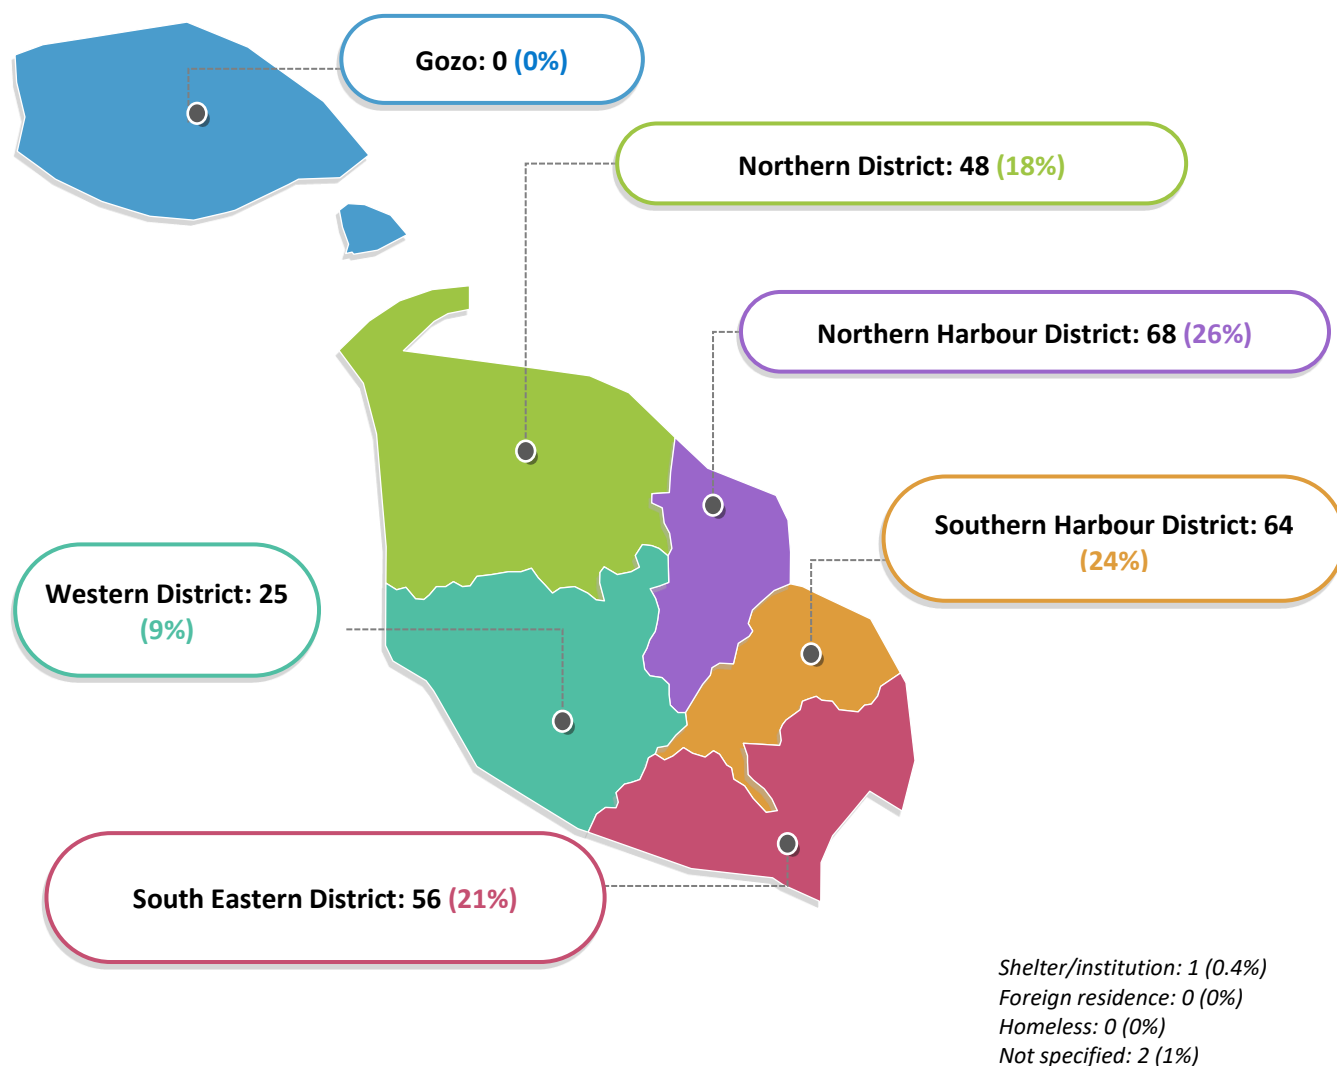 Gozo: 0 (0%)
Northern District: 48 (18%)
Northern Harbour District: 68 (26%)
Southern Harbour District: 64
(24%)
Western District: 25
(9%)
South Eastern District: 56 (21%)
Shelter/institution: 1 (0.4%)
Foreign residence: 0 (0%)
Homeless: 0 (0%)
Not specified: 2 (1%)